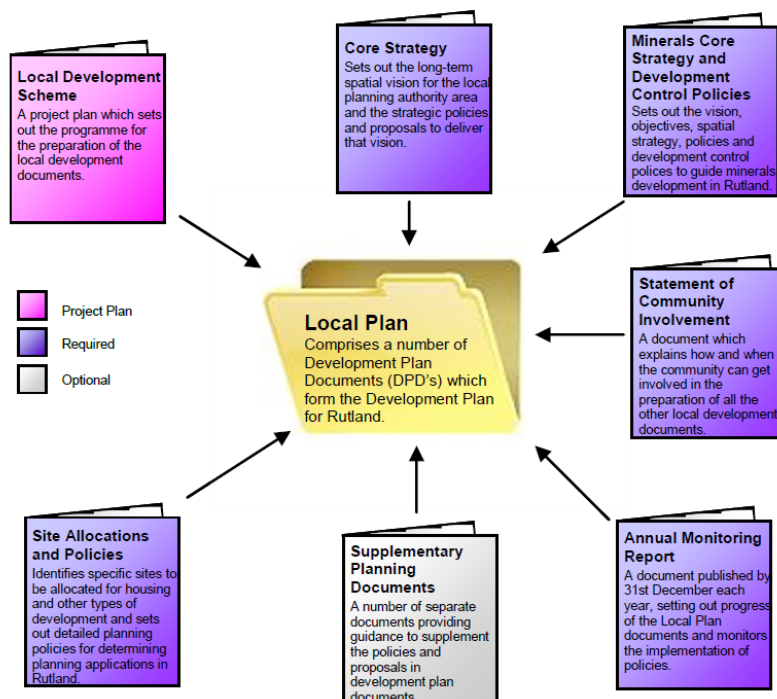 Local Development
Scheme
A project plan which sets
out the programme for
the preparation of the
local development
documents.
Core Strategy
Sets out the long-term
spatial vision for the local
planning authority area
and the strategic policies
and proposals to deliver
that vision.
Minerals Core
Strategy and
Development
Control Policies
Sets out the vision,
objectives, spatial
strategy, policies and
development control
polices to guide minerals
development in Rutland.
Project Plan
Required
Optional
Local Plan
Comprises a number of
Development Plan
Documents (DPD's) which
form the Development Plan
for Rutland.
Statement of
Community
Involvement
A document which
explains how and when
the community can get
involved in the
preparation of all the
other local development
documents.
Site Allocations
and Policies
Identifies specific sites to
be allocated for housing
and other types of
development and sets
out detailed planning
policies for determining
planning applications in
Rutland.
Supplementary
Planning
Documents
A number of separate
documents providing
guidance to supplement
the policies and
proposals in
development plan
documents
Annual Monitoring
Report
A document published by
31st December each
year, setting out progress
of the Local Plan
documents and monitors
the implementation of
policies.